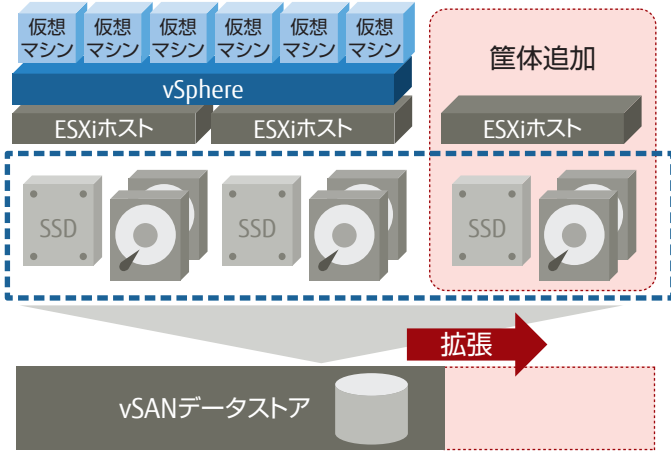 仮想
マシン
仮想
マシン
仮想
マシン
仮想
マシン
仮想
マシン
仮想
マシン
筐体追加
vSphere
ESXiホスト
ESXiホスト
ESXiホスト
SSD
SSD
SSD
拡張
vSANデータストア